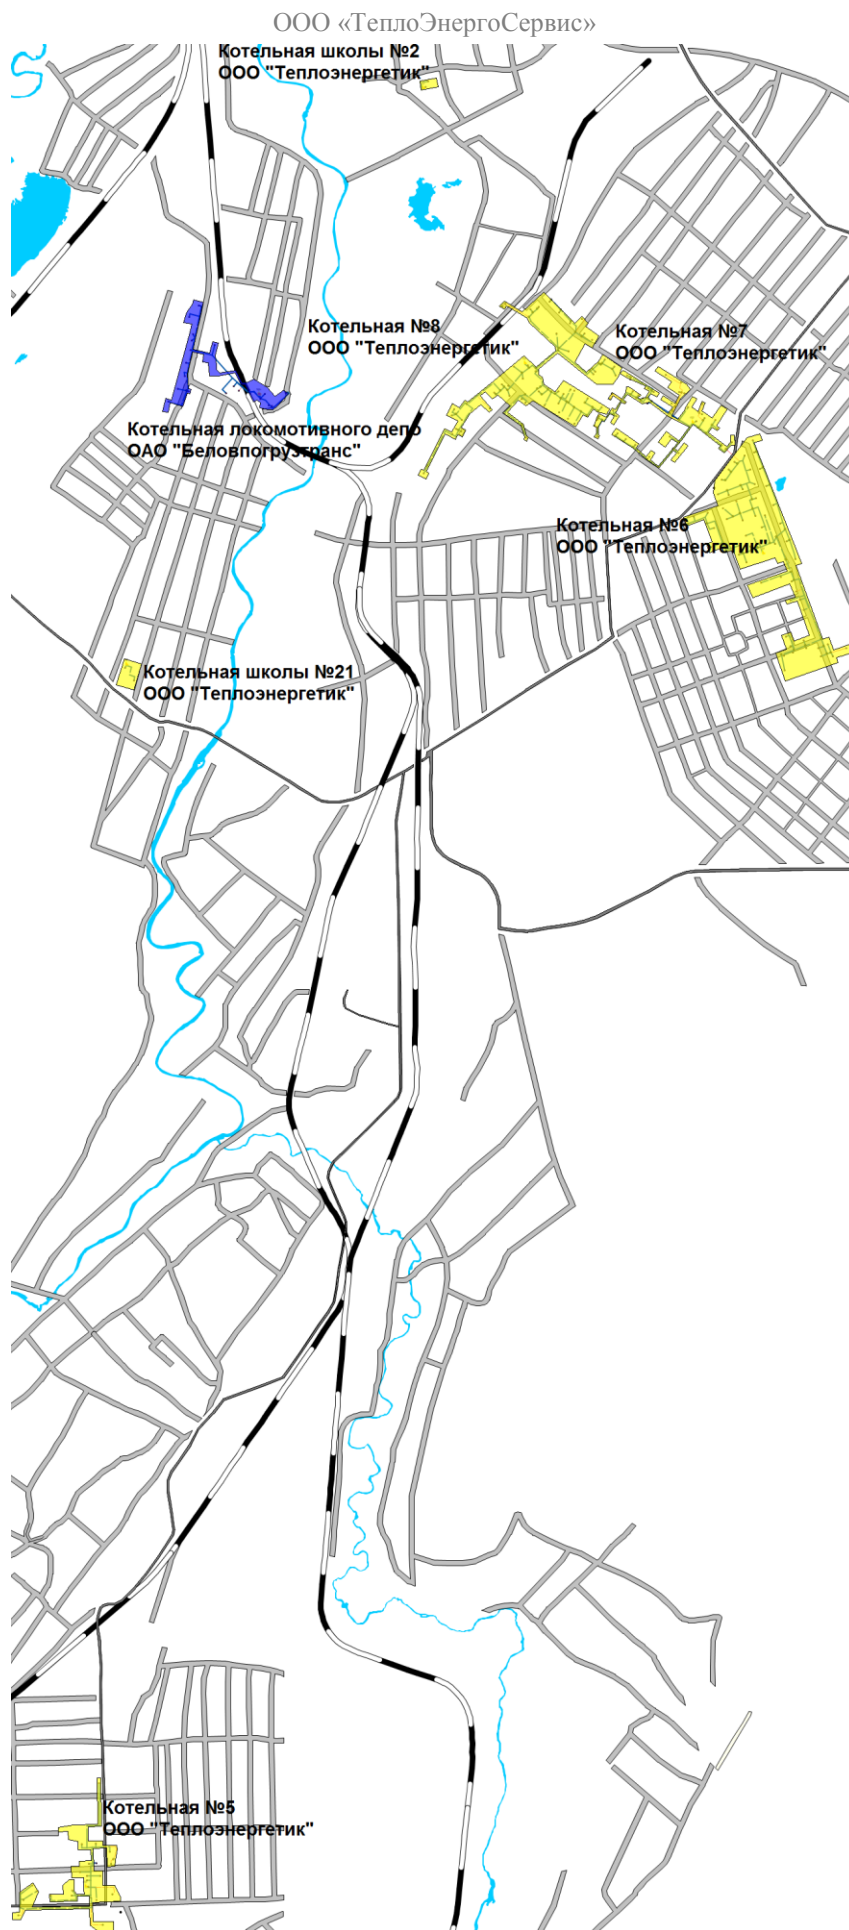 ООО «ТеплоЭнергоСервис»
Котельная школы №2
ООО "Теплоэнергетик"
Котельная №8
ООО "Теплоэнергетик"
Котельная №7
ООО "Теплоэнергетик"
Котельная локомотивного депо
ОАО "Беловпогрузтранс"
Котельная №6
ООО "Теплоэнергетик"
Котельная школы №21
ООО "Теплоэнергетик"
Котельная №5
ООО "Теплоэнергетик"